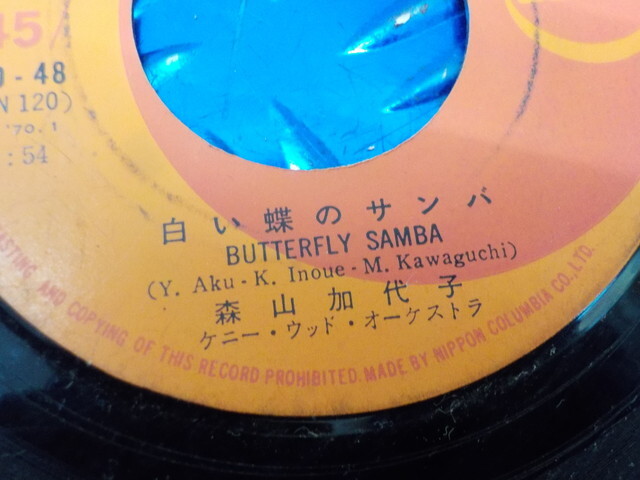 45
- 48
N 120)
'70.1
: 54
白い蝶のサンバ
BUTTERFLY SAMBA
(Y. Aku - K. Inoue - M. Kawaguchi)
森山加代子
ケニー・ウッド・オーケストラ
ASTING AND COPYING OF THIS RECORD PROHIBITED. MADE BY NIPPON COLUMBIA CO., LTD.